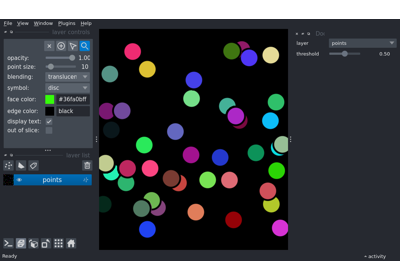 File View Window Plugins Help
layer controls
opacity: 1.00
point size: 10
blending: translucen
symbol: disc
face color: #36fa0bff
edge color: black
display text:
out of slice:
layer list
points
Do
layer points
threshold 0.50
activity
Ready